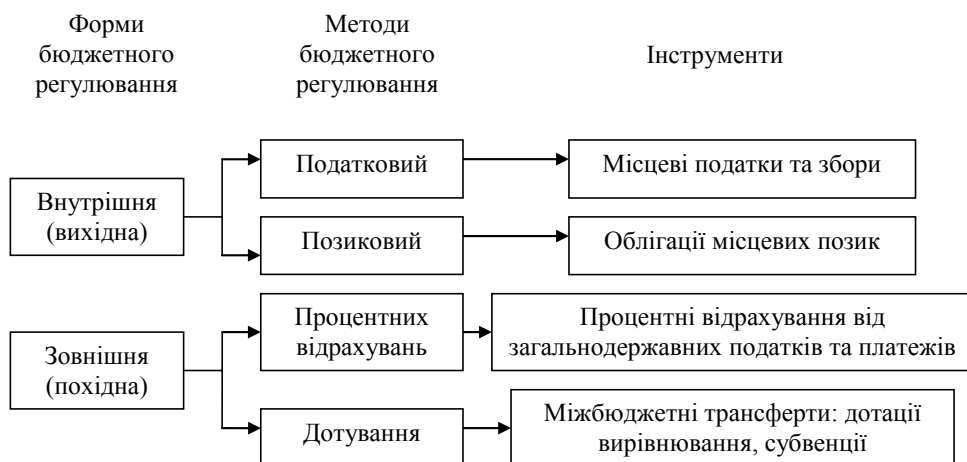 Форми
бюджетного
регулювання
Методи
бюджетного
регулювання
Інструменти
Внутрішня
(вихідна)
Податковий
Місцеві податки та збори
Позиковий
Облігації місцевих позик
Зовнішня
(похідна)
Процентних
відрахувань
Процентні відрахування від
загальнодержавних податків та платежів
Дотування
Міжбюджетні трансферти: дотації
вирівнювання, субвенції